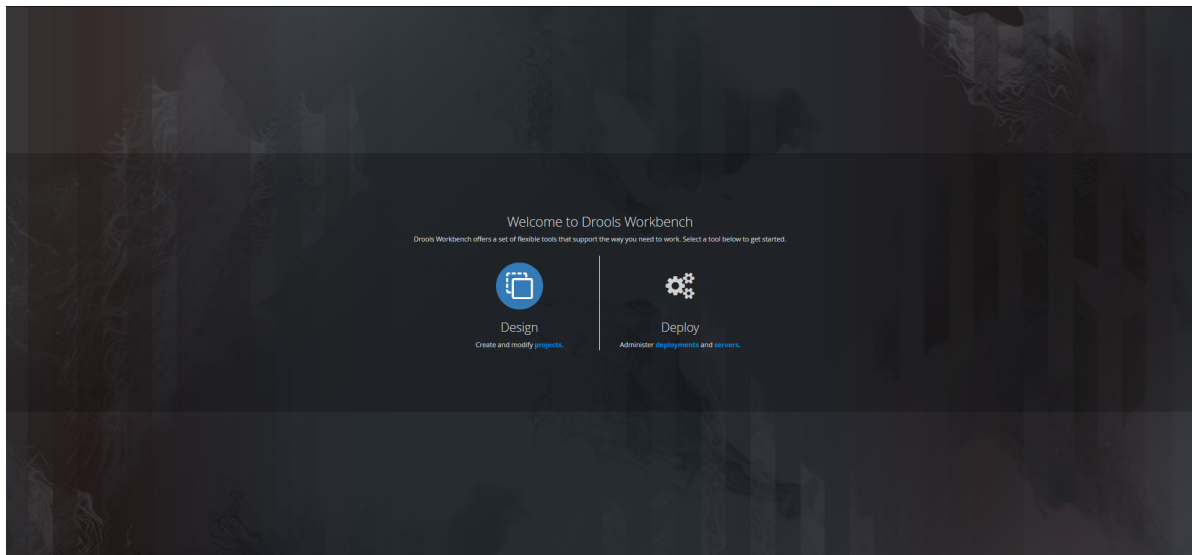 Welcome to Drools Workbench
Drools Workbench offers a set of flexible tools that support the way you need to work. Select a tool below to get started.
Design
Create and modify projects.
Deploy
Administer deployments and servers.